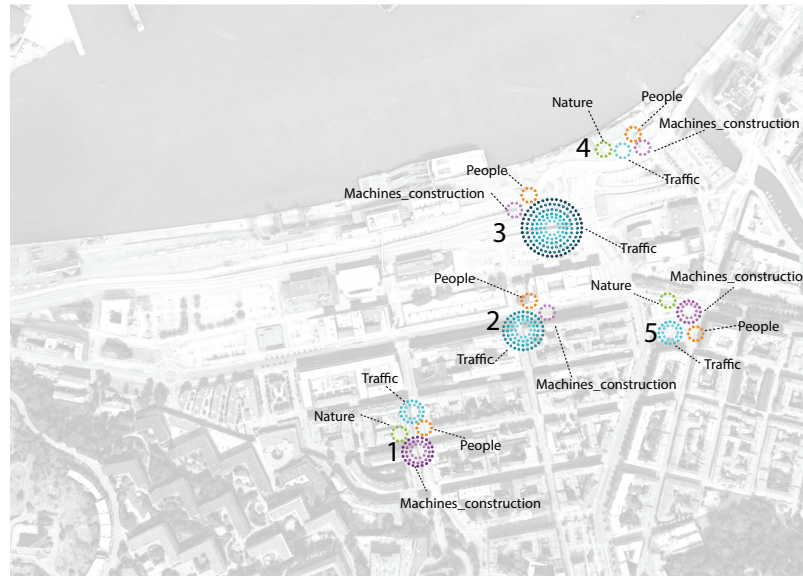 Nature
People
Machines_construction
4
Traffic
People
Machines_construction
3
Traffic
People
2
Traffic
Machines_construction
Nature
Machines_constructio
5
People
Traffic
Traffic
Nature
1
People
Machines_construction